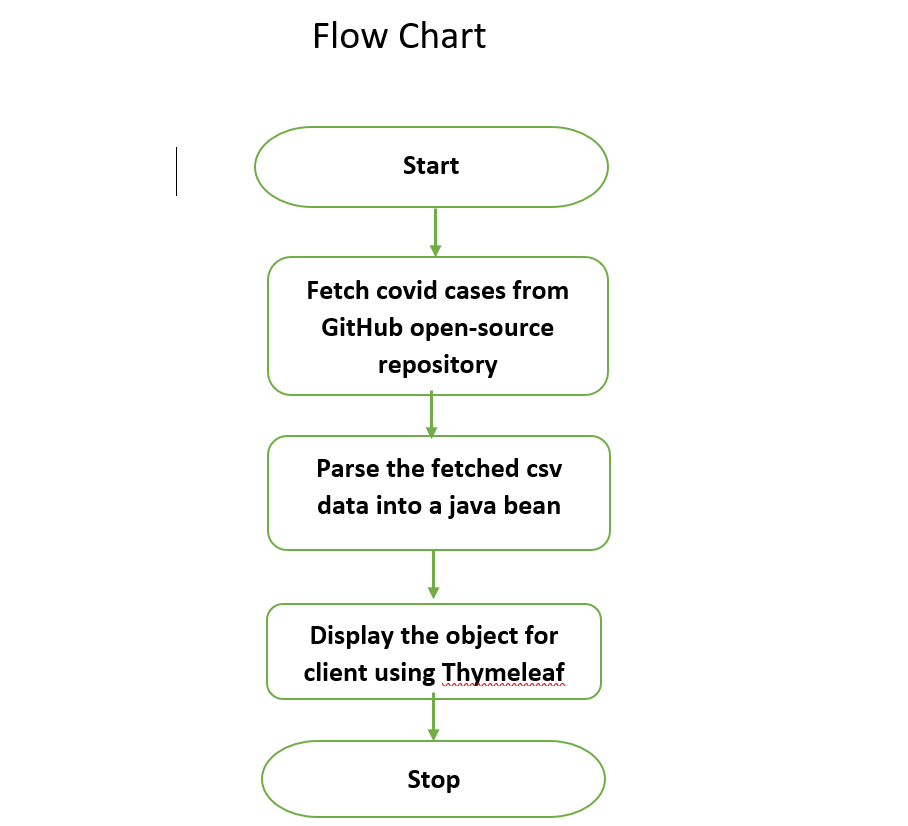 Flow Chart
Start
Fetch covid cases from
GitHub open-source
repository
Parse the fetched csv
data into a java bean
Display the object for
client using Thymeleaf
Stop